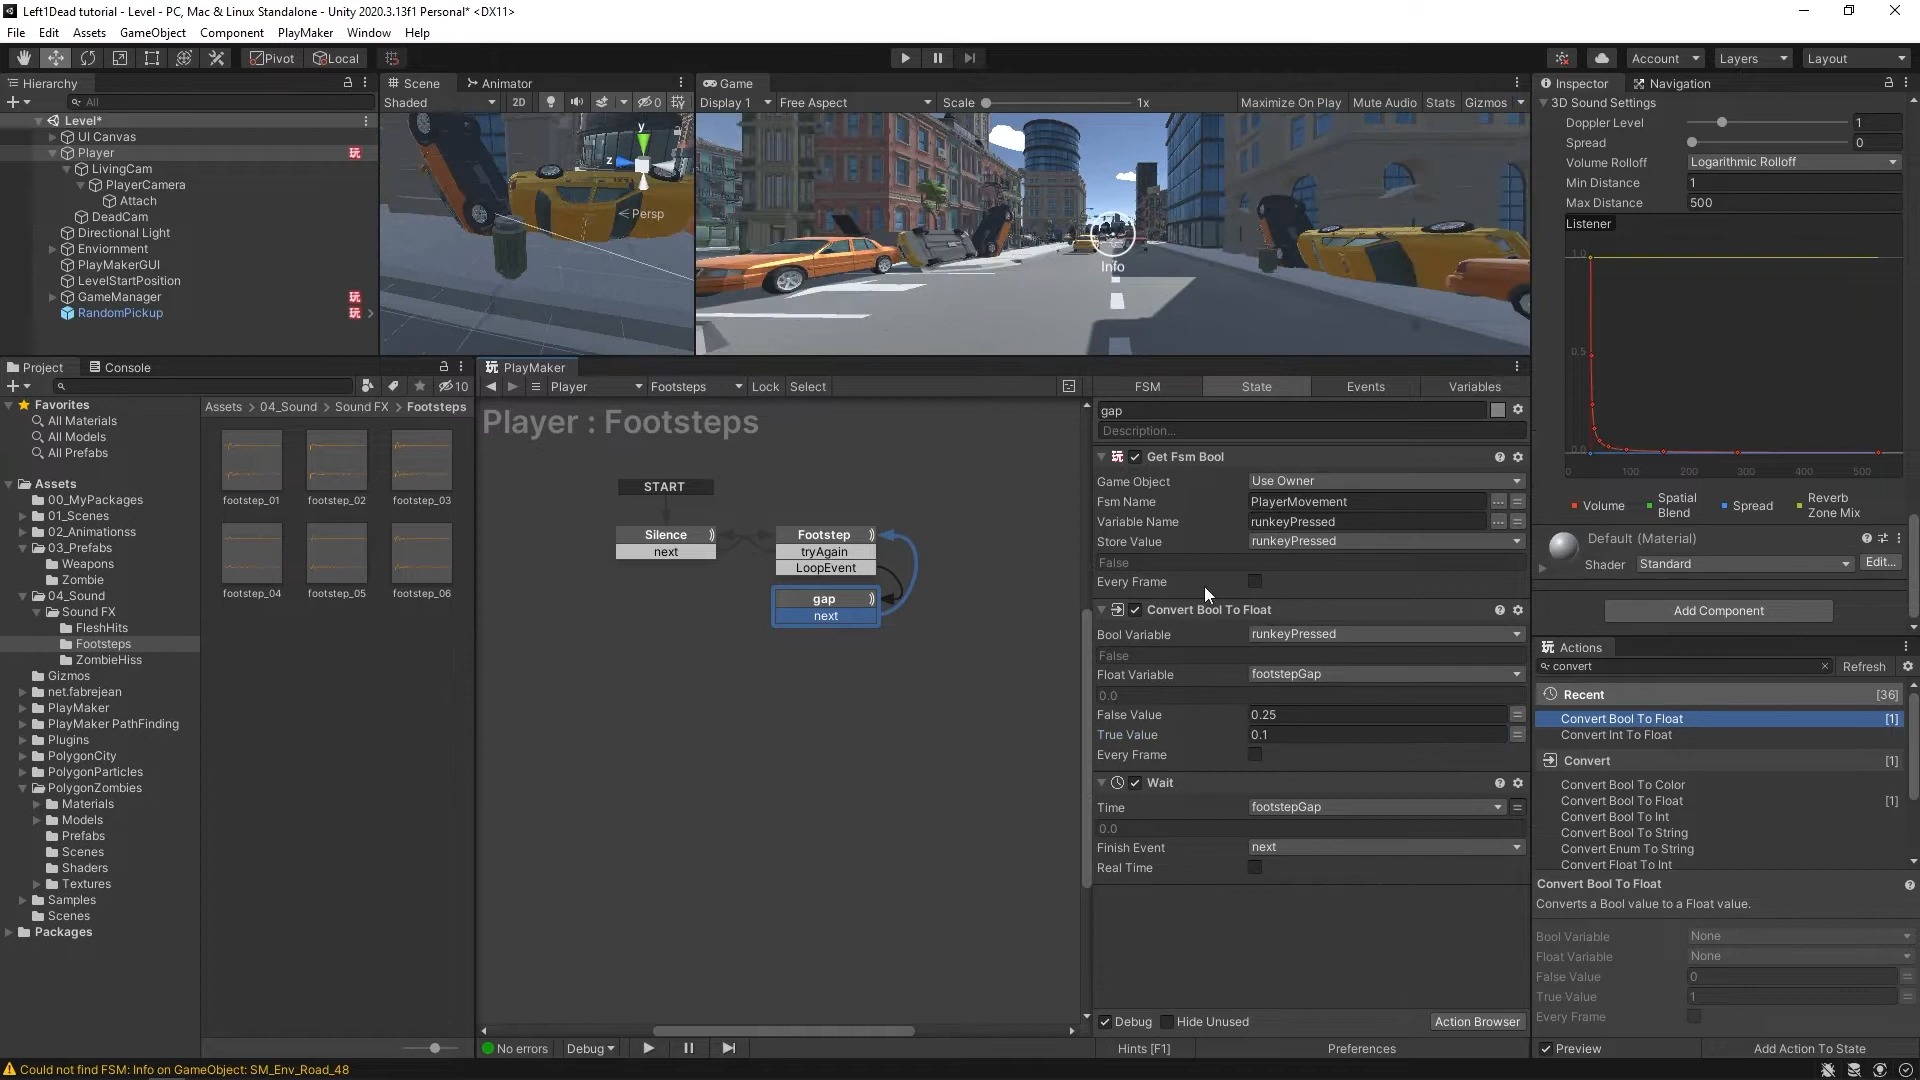 Left1Dead tutorial - Level - PC, Mac & Linux Standalone - Unity 2020.3.13f1 Personal* <DX11>
File Edit Assets GameObject Component PlayMaker Window Help
Pivot Local Account Layers Layout
Hierarchy
All
Level*
UI Canvas
Player
LivingCam
PlayerCamera
Attach
DeadCam
Directional Light
Enviornment
PlayMakerGUI
LevelStartPosition
GameManager
RandomPickup
Scene Animator
Shaded 2D 0
y
z
Persp
Game
Display 1 Free Aspect Scale 1x Maximize On Play Mute Audio Stats Gizmos
Info
Project Console
10
Favorites
All Materials
All Models
All Prefabs
Assets
00_MyPackages
01_Scenes
02_Animationss
03_Prefabs
Weapons
Zombie
04_Sound
Sound FX
FleshHits
Footsteps
ZombieHiss
Gizmos
net.fabrejean
PlayMaker
PlayMaker PathFinding
Plugins
PolygonCity
PolygonParticles
PolygonZombies
Materials
Models
Prefabs
Scenes
Shaders
Textures
Samples
Scenes
Packages
Assets > 04_Sound > Sound FX > Footsteps
footstep_01 footstep_02 footstep_03
footstep_04 footstep_05 footstep_06
PlayMaker
Player Footsteps Lock Select
Player : Footsteps
START
Silence
next
Footstep
tryAgain
LoopEvent
gap
next
No errors Debug
FSM State Events Variables
gap
Description...
Get Fsm Bool
Game Object Use Owner
Fsm Name PlayerMovement
Variable Name runkeyPressed
Store Value runkeyPressed
False
Every Frame
Convert Bool To Float
Bool Variable runkeyPressed
False
Float Variable footstepGap
0.0
False Value 0.25
True Value 0.1
Every Frame
Wait
Time footstepGap
0.0
Finish Event next
Real Time
Debug Hide Unused Action Browser
Hints [F1] Preferences
Inspector Navigation
3D Sound Settings
Doppler Level 1
Spread 0
Volume Rolloff Logarithmic Rolloff
Min Distance 1
Max Distance 500
Listener
1.0
0.5
0.0
0 100 200 300 400 500
Volume Spatial Blend Spread Reverb Zone Mix
Default (Material)
Shader Standard Edit...
Add Component
Actions
convert Refresh
Recent [36]
Convert Bool To Float [1]
Convert Int To Float
Convert [1]
Convert Bool To Color
Convert Bool To Float [1]
Convert Bool To Int
Convert Bool To String
Convert Enum To String
Convert Float To Int
Convert Bool To Float
Converts a Bool value to a Float value.
Bool Variable None
Float Variable None
False Value 0
True Value 1
Every Frame
Preview Add Action To State
Could not find FSM: Info on GameObject: SM_Env_Road_48